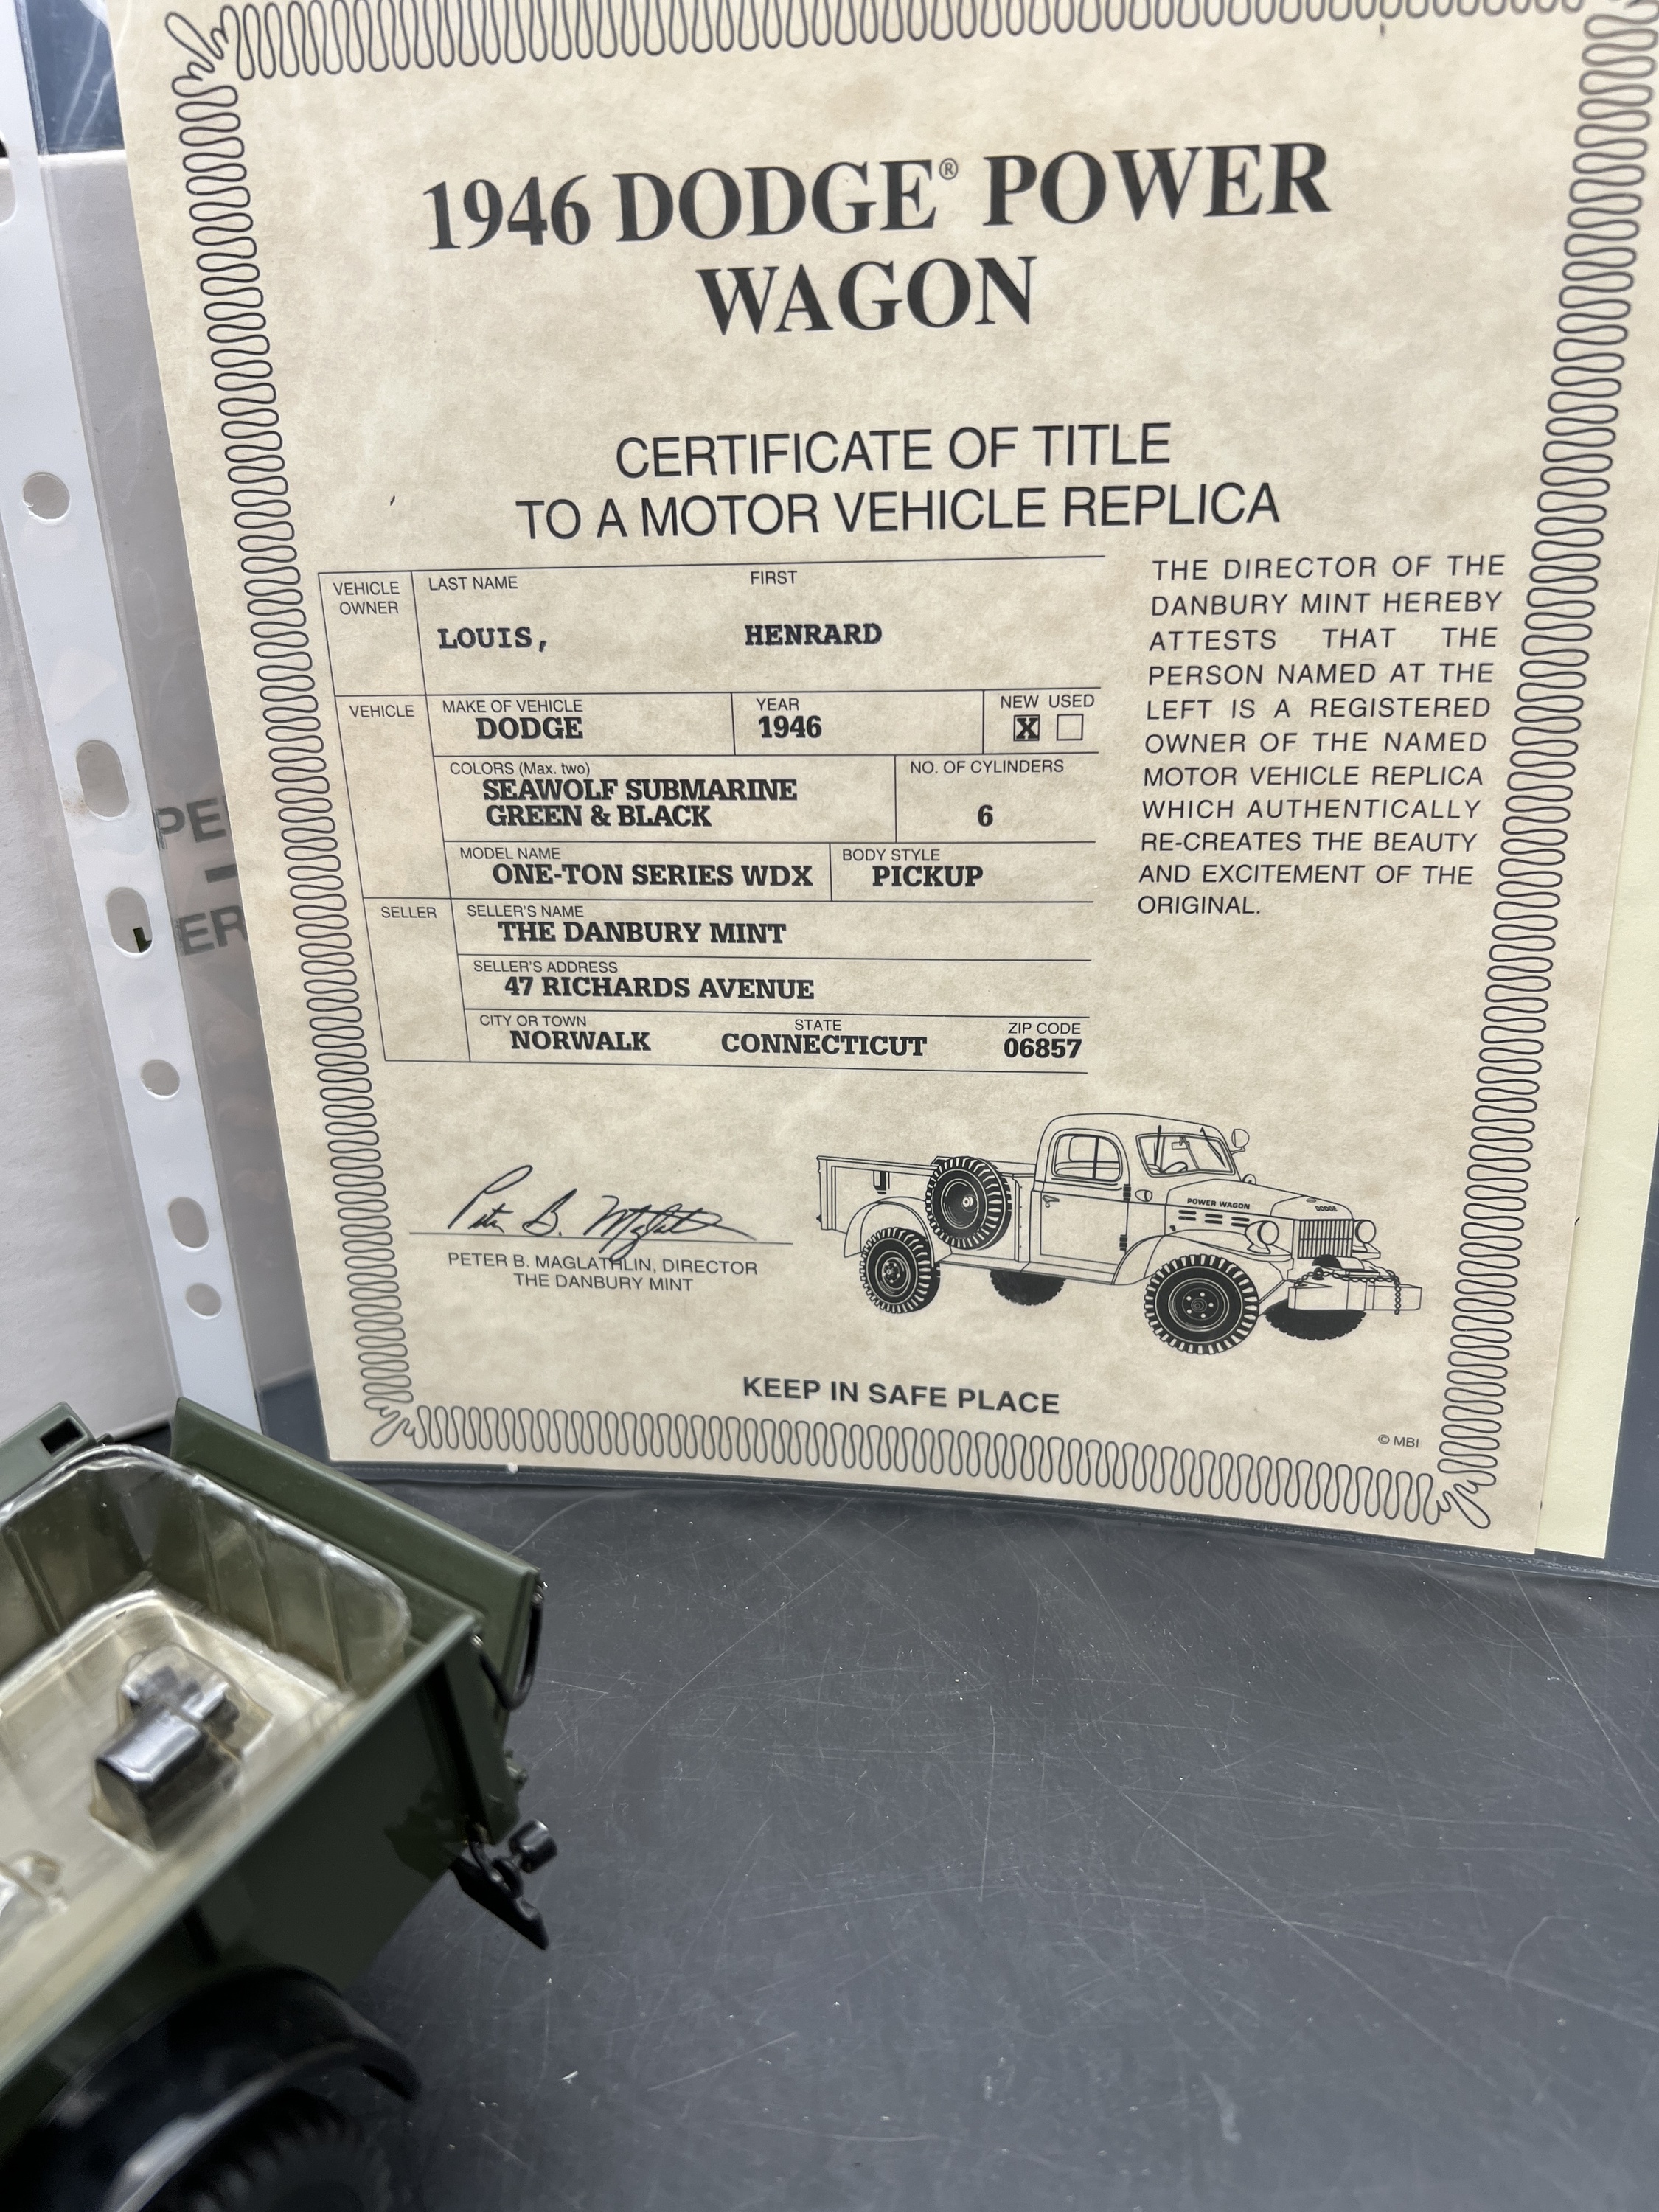 1946 DODGE® POWER
WAGON
CERTIFICATE OF TITLE
TO A MOTOR VEHICLE REPLICA
VEHICLE
OWNER
LAST NAME
FIRST
LOUIS,
HENRARD
VEHICLE
MAKE OF VEHICLE
DODGE
YEAR
1946
NEW USED
X
COLORS (Max. two)
SEAWOLF SUBMARINE
GREEN & BLACK
NO. OF CYLINDERS
6
MODEL NAME
ONE-TON SERIES WDX
BODY STYLE
PICKUP
SELLER
SELLER'S NAME
THE DANBURY MINT
SELLER'S ADDRESS
47 RICHARDS AVENUE
CITY OR TOWN
NORWALK
STATE
CONNECTICUT
ZIP CODE
06857
THE DIRECTOR OF THE
DANBURY MINT HEREBY
ATTESTS THAT THE
PERSON NAMED AT THE
LEFT IS A REGISTERED
OWNER OF THE NAMED
MOTOR VEHICLE REPLICA
WHICH AUTHENTICALLY
RE-CREATES THE BEAUTY
AND EXCITEMENT OF THE
ORIGINAL.
PETER B. MAGLATHLIN, DIRECTOR
THE DANBURY MINT
POWER WAGON
DODGE
KEEP IN SAFE PLACE
© MBI